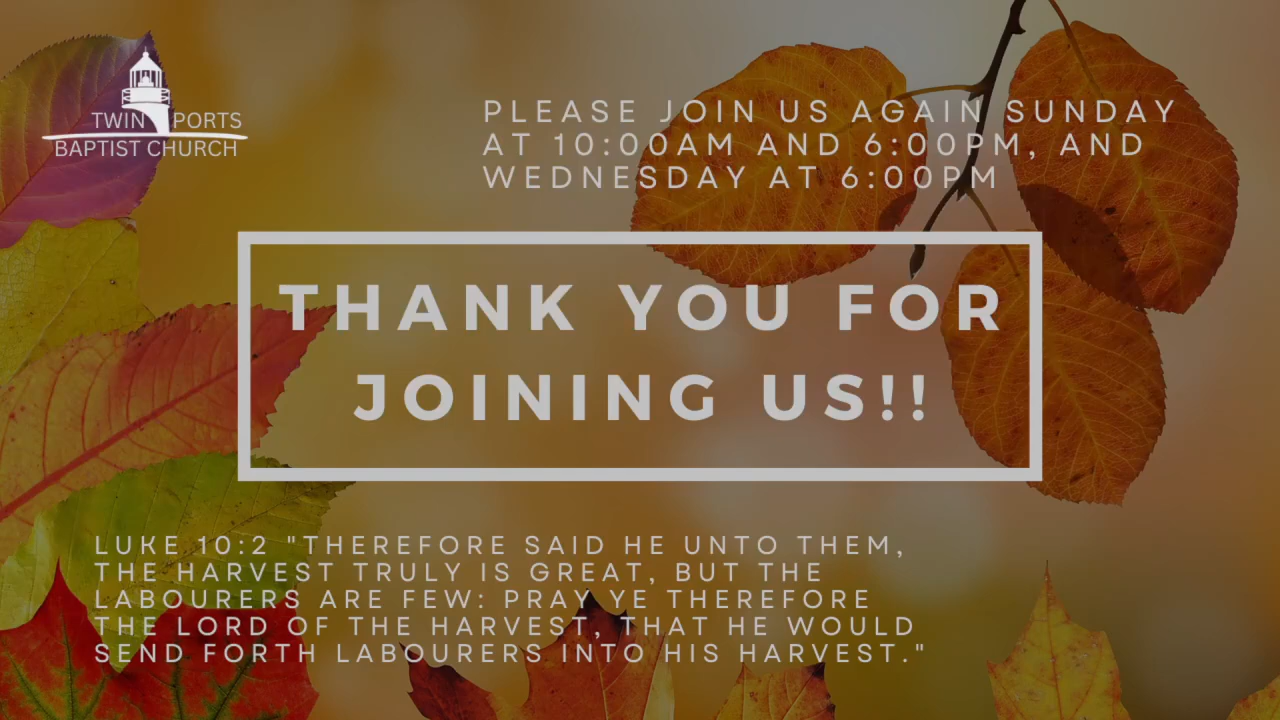 TWIN PORTS
BAPTIST CHURCH
PLEASE JOIN US AGAIN SUNDAY
AT 10:00AM AND 6:00PM, AND
WEDNESDAY AT 6:00PM
THANK YOU FOR
JOINING US!!
LUKE 10:2 "THEREFORE SAID HE UNTO THEM,
THE HARVEST TRULY IS GREAT, BUT THE
LABOURERS ARE FEW: PRAY YE THEREFORE
THE LORD OF THE HARVEST, THAT HE WOULD
SEND FORTH LABOURERS INTO HIS HARVEST."